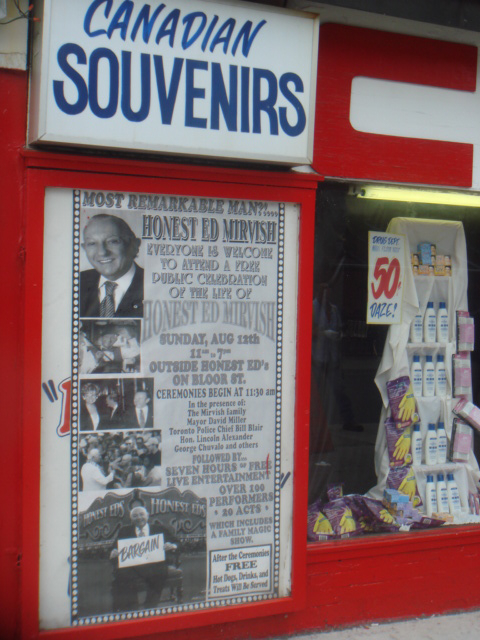 CANADIAN
SOUVENIRS
MOST REMARKABLE MAN?!....
HONEST ED MIRVISH
EVERYONE IS WELCOME
TO ATTEND A FREE
PUBLIC CELEBRATION
OF THE LIFE OF
HONEST ED MIRVISH
SUNDAY, AUG 12th
11am to 7pm
OUTSIDE HONEST ED's
ON BLOOR ST.
CEREMONIES BEGIN AT 11:30 am
In the presence of:
The Mirvish family
Mayor David Miller
Toronto Police Chief Bill Blair
Hon. Lincoln Alexander
George Chuvalo and others
FOLLOWED BY...
SEVEN HOURS of FREE
LIVE ENTERTAINMENT
OVER 100
PERFORMERS
* 20 ACTS *
WHICH INCLUDES
A FAMILY MAGIC
SHOW.
After the Ceremonies
FREE
Hot Dogs, Drinks, and
Treats Will Be Served
HONEST ED'S HONEST ED'S
BARGAIN
50
DAZE!